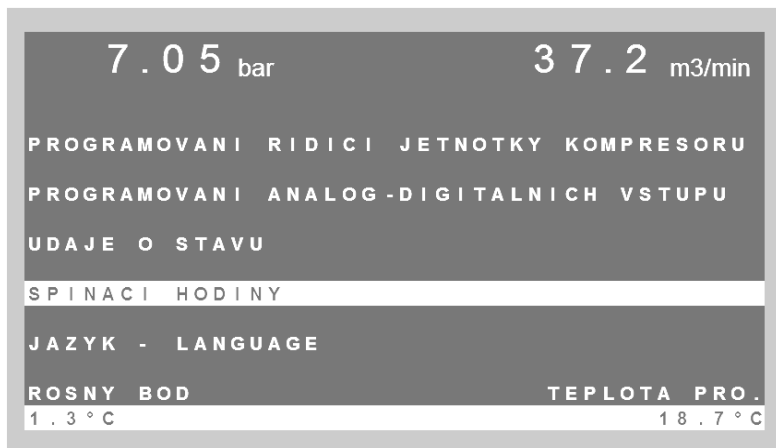 7.05 bar 37.2 m3/min
PROGRAMOVANI RIDICI JETNOTKY KOMPRESORU
PROGRAMOVANI ANALOG-DIGITALNICH VSTUPU
UDAJE O STAVU
SPINACI HODINY
JAZYK - LANGUAGE
ROSNY BOD TEPLOTA PRO.
1.3°C 18.7°C